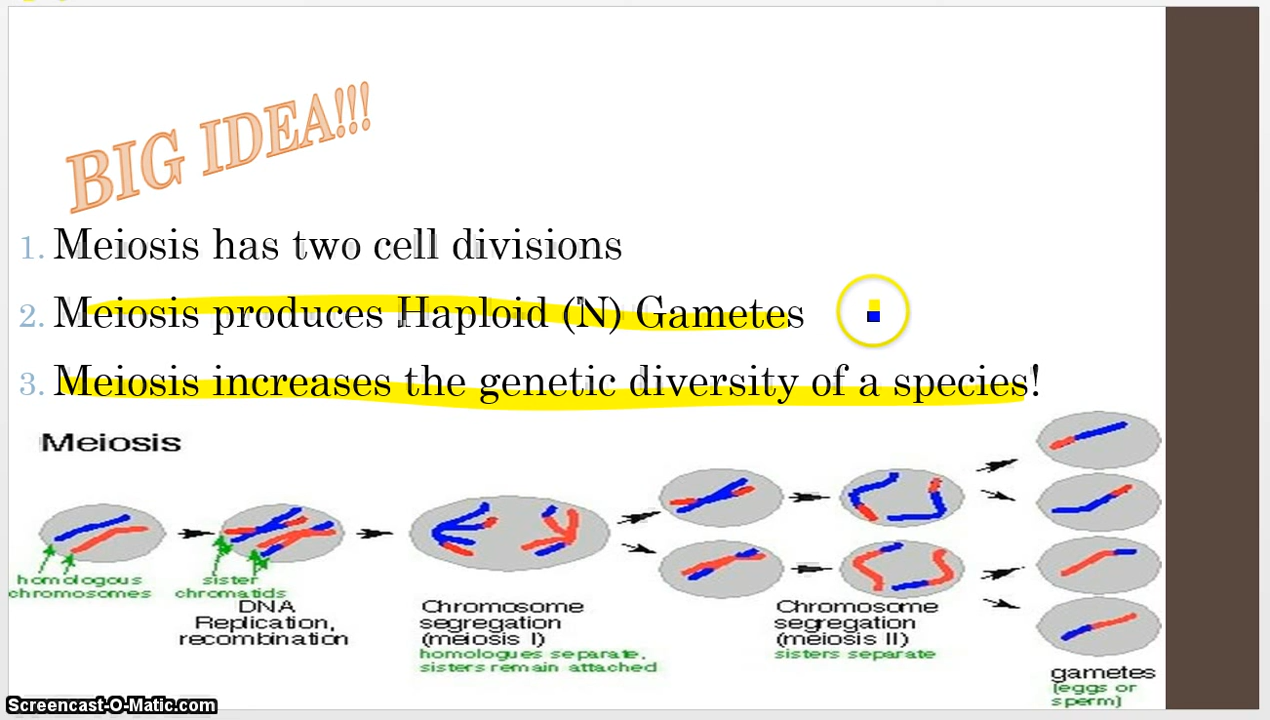 BIG IDEA!!!
1. Meiosis has two cell divisions
2. Meiosis produces Haploid (N) Gametes
3. Meiosis increases the genetic diversity of a species!
Meiosis
homologous
chromosomes
sister
chromatids
DNA
Replication,
recombination
Chromosome
segregation
(meiosis I)
homologues separate,
sisters remain attached
Chromosome
segregation
(meiosis II)
sisters separate
gametes
(eggs or
sperm)
Screencast-O-Matic.com